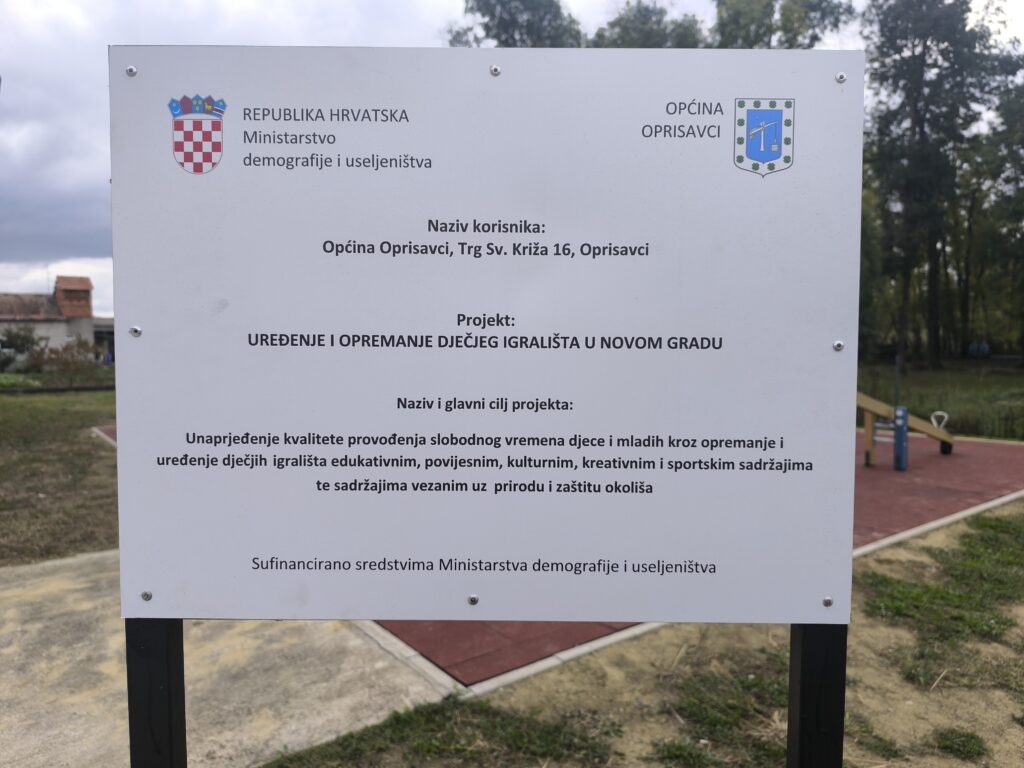 REPUBLIKA HRVATSKA
Ministarstvo
demografije i useljeništva
OPĆINA
OPRISAVCI
Naziv korisnika:
Općina Oprisavci, Trg Sv. Križa 16, Oprisavci
Projekt:
UREĐENJE I OPREMANJE DJEČJEG IGRALIŠTA U NOVOM GRADU
Naziv i glavni cilj projekta:
Unaprjeđenje kvalitete provođenja slobodnog vremena djece i mladih kroz opremanje i
uređenje dječjih igrališta edukativnim, povijesnim, kulturnim, kreativnim i sportskim sadržajima
te sadržajima vezanim uz prirodu i zaštitu okoliša
Sufinancirano sredstvima Ministarstva demografije i useljeništva